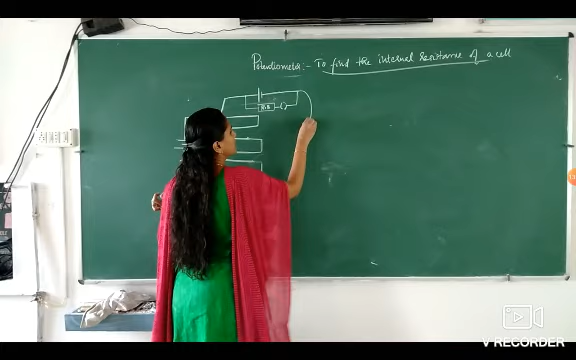 Potentiometer :- To find the internal resistance of a cell
R.B
V RECORDER